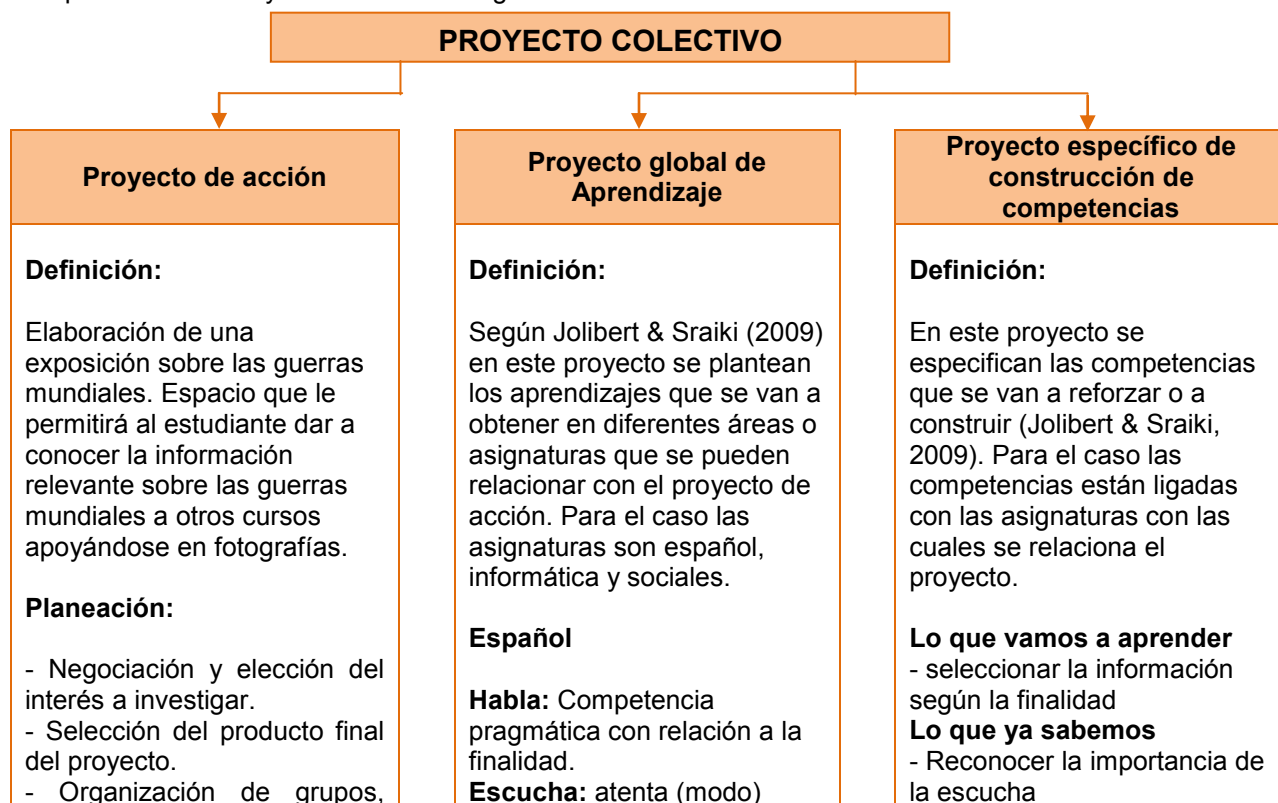 PROYECTO COLECTIVO
Proyecto de acción
Definición:
Elaboración de una
exposición sobre las guerras
mundiales. Espacio que le
permitirá al estudiante dar a
conocer la información
relevante sobre las guerras
mundiales a otros cursos
apoyándose en fotografías.
Planeación:
- Negociación y elección del
interés a investigar.
- Selección del producto final
del proyecto.
- Organización de grupos,
Proyecto global de
Aprendizaje
Definición:
Según Jolibert & Sraiki (2009)
en este proyecto se plantean
los aprendizajes que se van a
obtener en diferentes áreas o
asignaturas que se pueden
relacionar con el proyecto de
acción. Para el caso las
asignaturas son español,
informática y sociales.
Español
Habla: Competencia
pragmática con relación a la
finalidad.
Escucha: atenta (modo)
Proyecto específico de
construcción de
competencias
Definición:
En este proyecto se
especifican las competencias
que se van a reforzar o a
construir (Jolibert & Sraiki,
2009). Para el caso las
competencias están ligadas
con las asignaturas con las
cuales se relaciona el
proyecto.
Lo que vamos a aprender
- seleccionar la información
según la finalidad
Lo que ya sabemos
- Reconocer la importancia de
la escucha